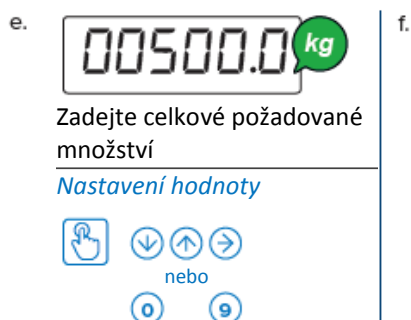 e.
f.
00500.0 kg
Zadejte celkové požadované
množství
Nastavení hodnoty
nebo
0 9